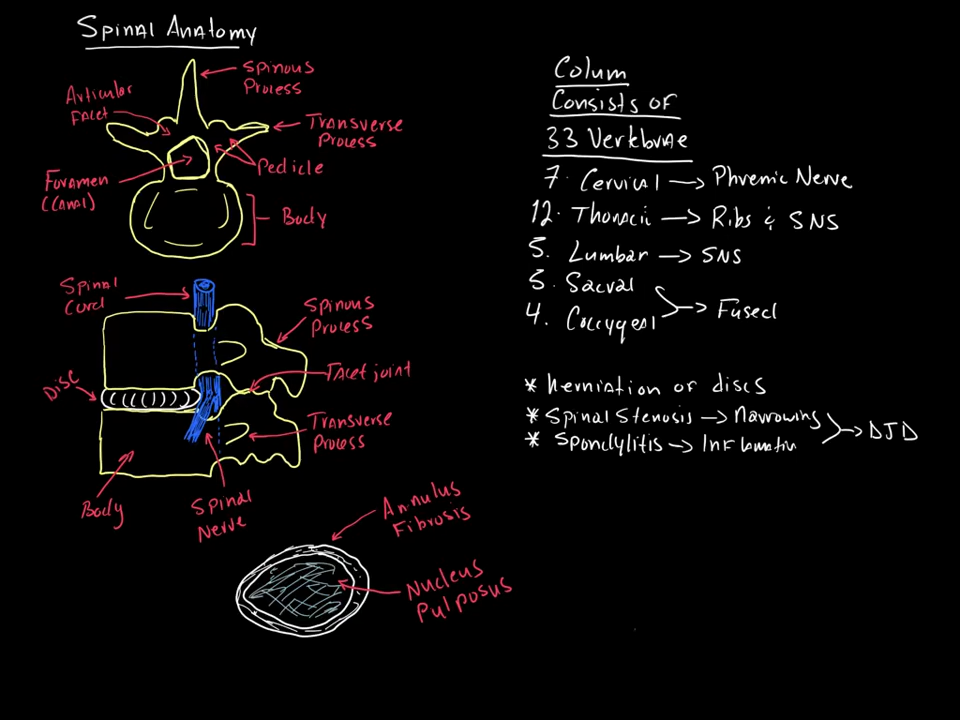 Spinal Anatomy
Spinous
Process
Articular
Facet
Transverse
Process
Pedicle
Foramen
(Canal)
Body
Spinal
Cord
Spinous
Process
Disc
Facet joint
Transverse
Process
Body
Spinal
Nerve
Annulus
Fibrosis
Nucleus
Pulposus
Colum
Consists of
33 Vertebrae
7. Cervical → Phrenic Nerve
12. Thoracic → Ribs & SNS
5. Lumbar → SNS
5. Sacral
4. Coccygeal
→ Fused
* herniation of discs
* Spinal Stenosis → Narrowing
* Spondylitis → Inflamation
→ DJD